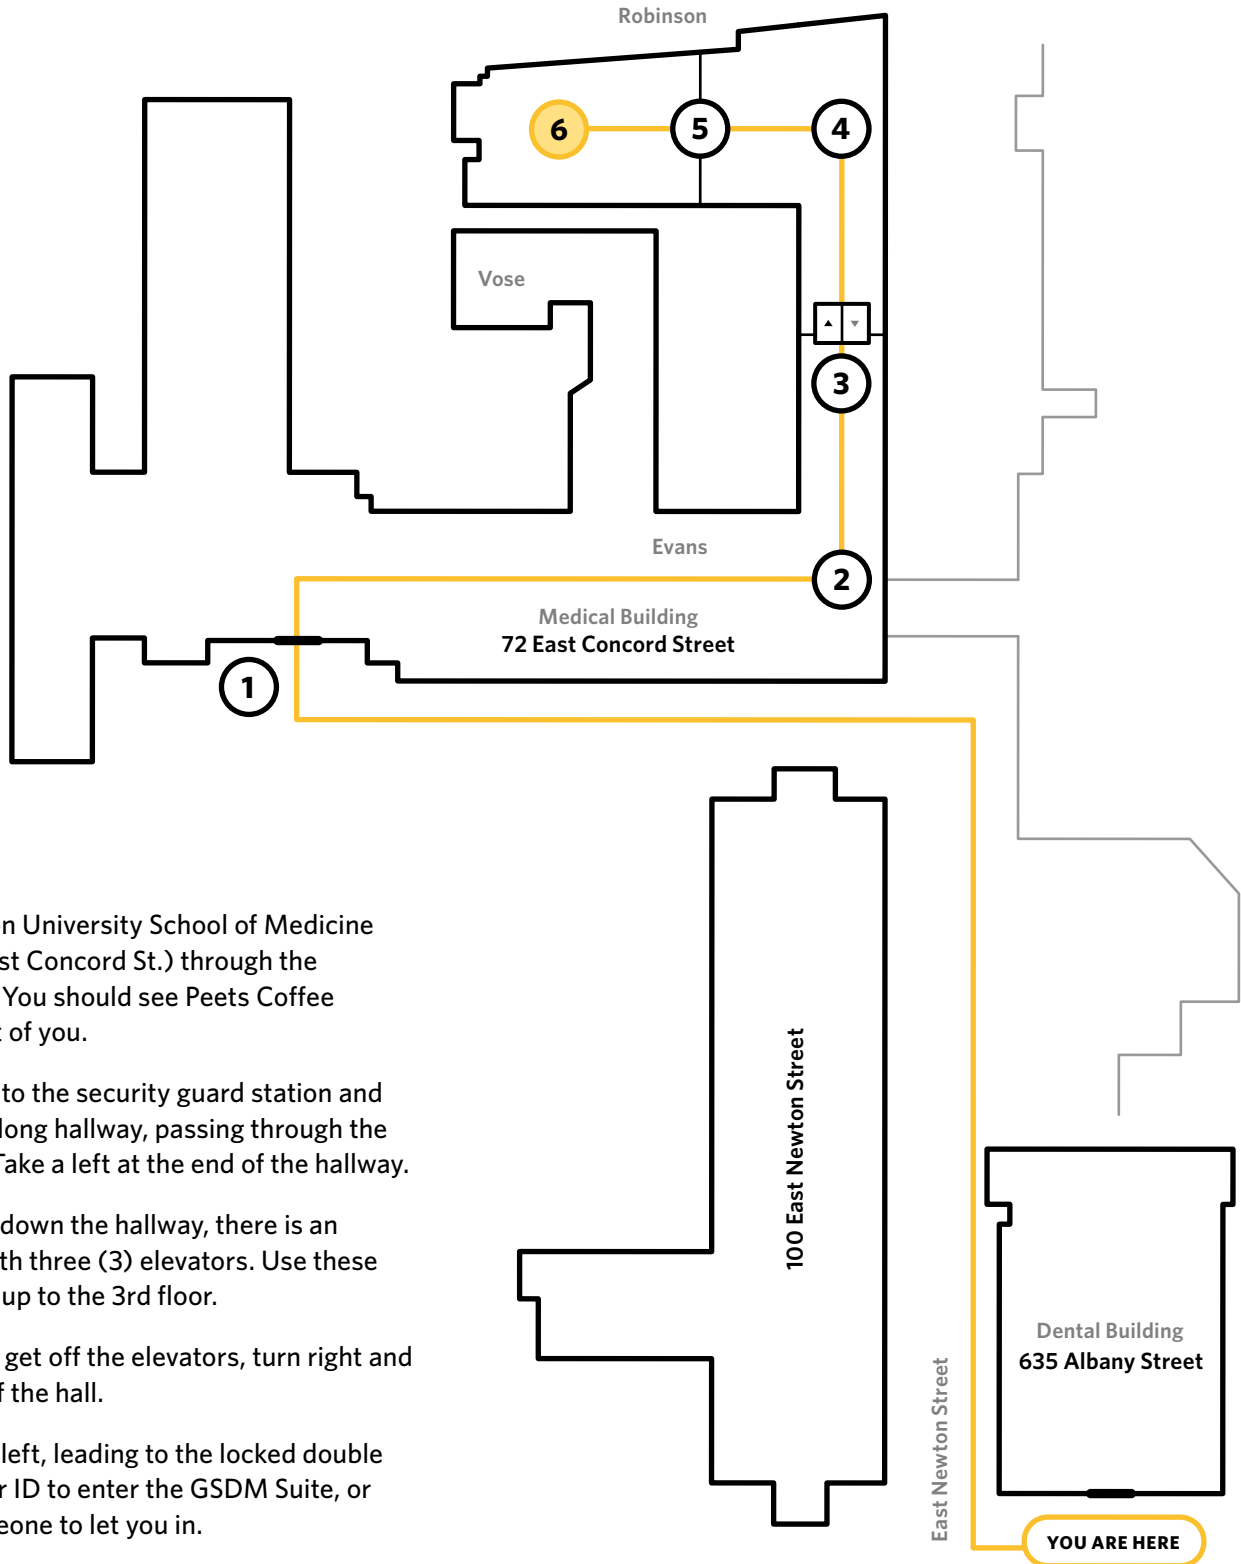 Robinson
6
5
4
Vose
3
Evans
2
Medical Building
72 East Concord Street
1
on University School of Medicine
st Concord St.) through the
You should see Peets Coffee
t of you.
to the security guard station and
long hallway, passing through the
Take a left at the end of the hallway.
down the hallway, there is an
th three (3) elevators. Use these
up to the 3rd floor.
get off the elevators, turn right and
f the hall.
left, leading to the locked double
r ID to enter the GSDM Suite, or
eone to let you in.
100 East Newton Street
East Newton Street
Dental Building
635 Albany Street
YOU ARE HERE